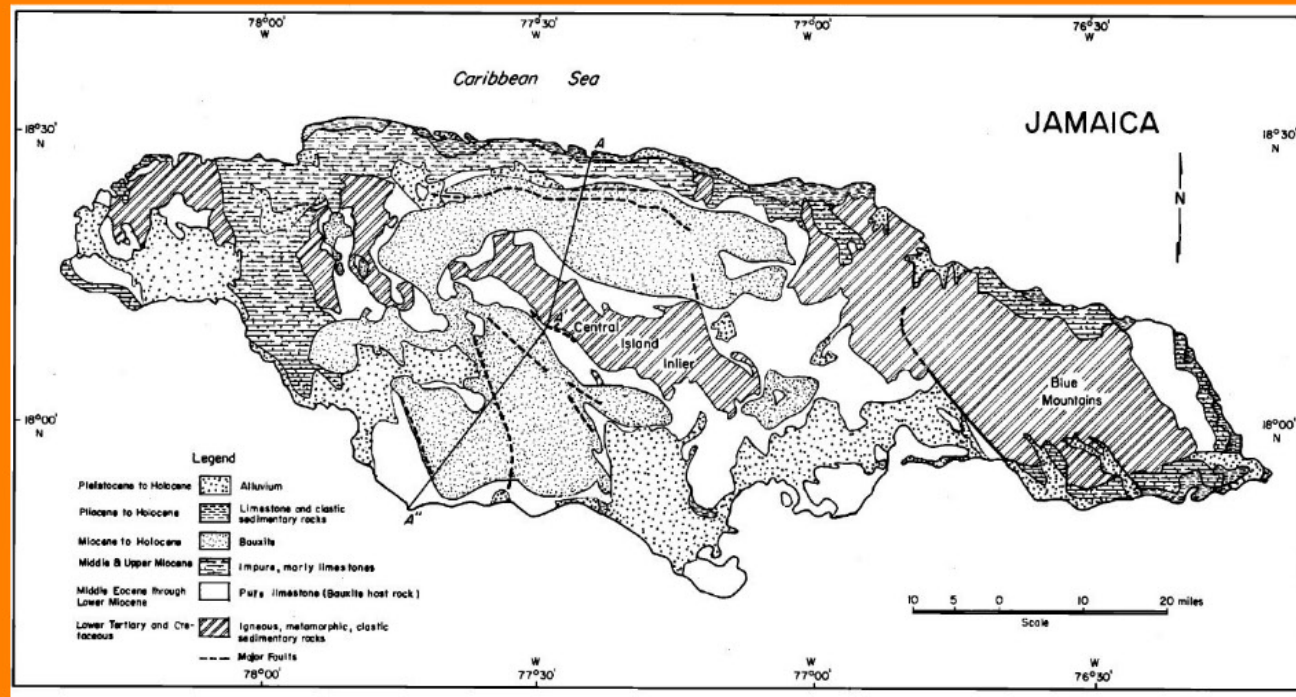 78°00'
W
77°30'
W
77°00'
W
76°30'
W
Caribbean Sea
JAMAICA
18°30'
N
18°30'
N
A
N
A'
Central
Island
Inlier
Blue
Mountains
18°00'
N
18°00'
N
A"
Legend
Pleistocene to Holocene Alluvium
Pliocene to Holocene Limestone and clastic
sedimentary rocks
Miocene to Holocene Bauxite
Middle & Upper Miocene Impure, marly limestones
Middle Eocene through
Lower Miocene Pure limestone (Bauxite host rock)
Lower Tertiary and Cre-
taceous Igneous, metamorphic, clastic
sedimentary rocks
Major Faults
10 5 0 10 20 miles
Scale
78°00'
W
77°30'
W
77°00'
W
76°30'
W